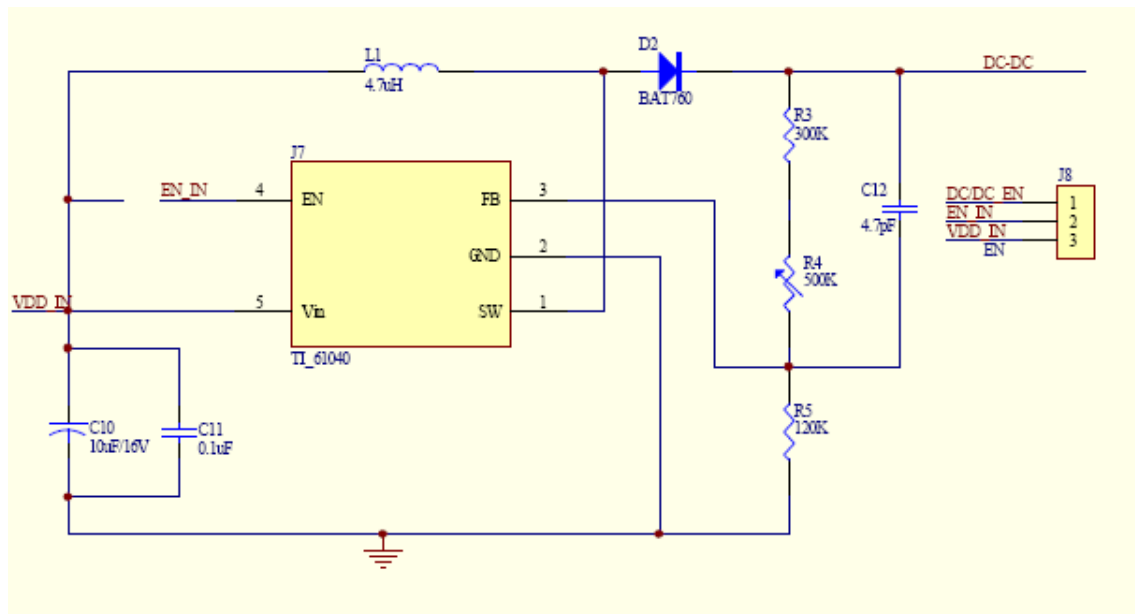 L1
4.7uH
D2
BAT760
DC-DC
R3
300K
J7
EN_IN
4
EN
FB
3
C12
4.7pF
J8
DC/DC_EN
1
EN_IN
2
VDD_IN
3
EN
GND
2
R4
500K
VDD_IN
5
Vin
SW
1
TI_61040
R5
120K
C10
10uF/16V
C11
0.1uF